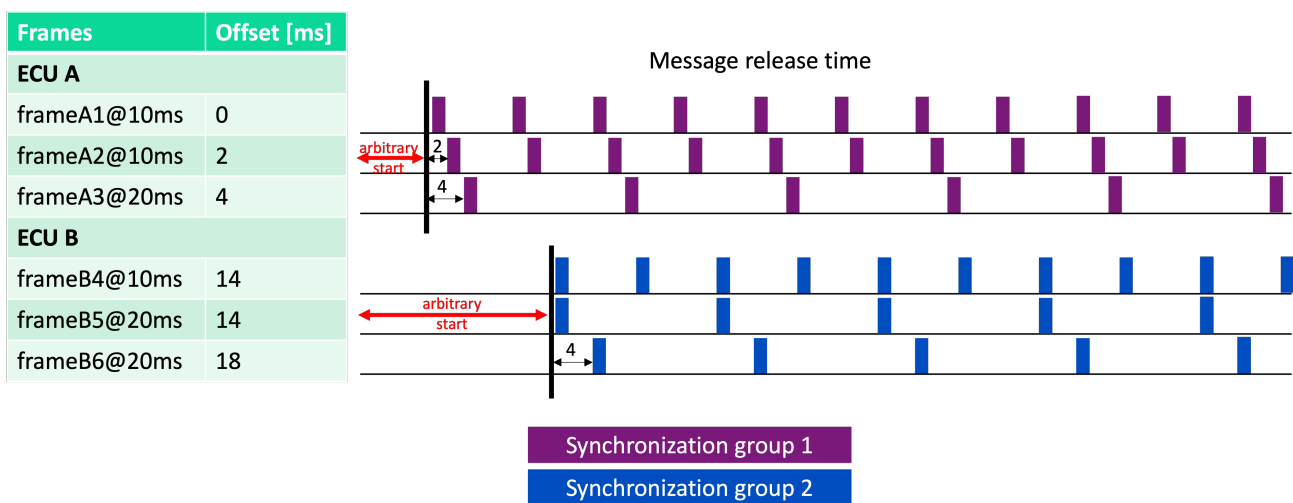 Frames Offset [ms]
ECU A
frameA1@10ms 0
frameA2@10ms 2
frameA3@20ms 4
ECU B
frameB4@10ms 14
frameB5@20ms 14
frameB6@20ms 18
Message release time
arbitrary
start
2
4
arbitrary
start
4
Synchronization group 1
Synchronization group 2